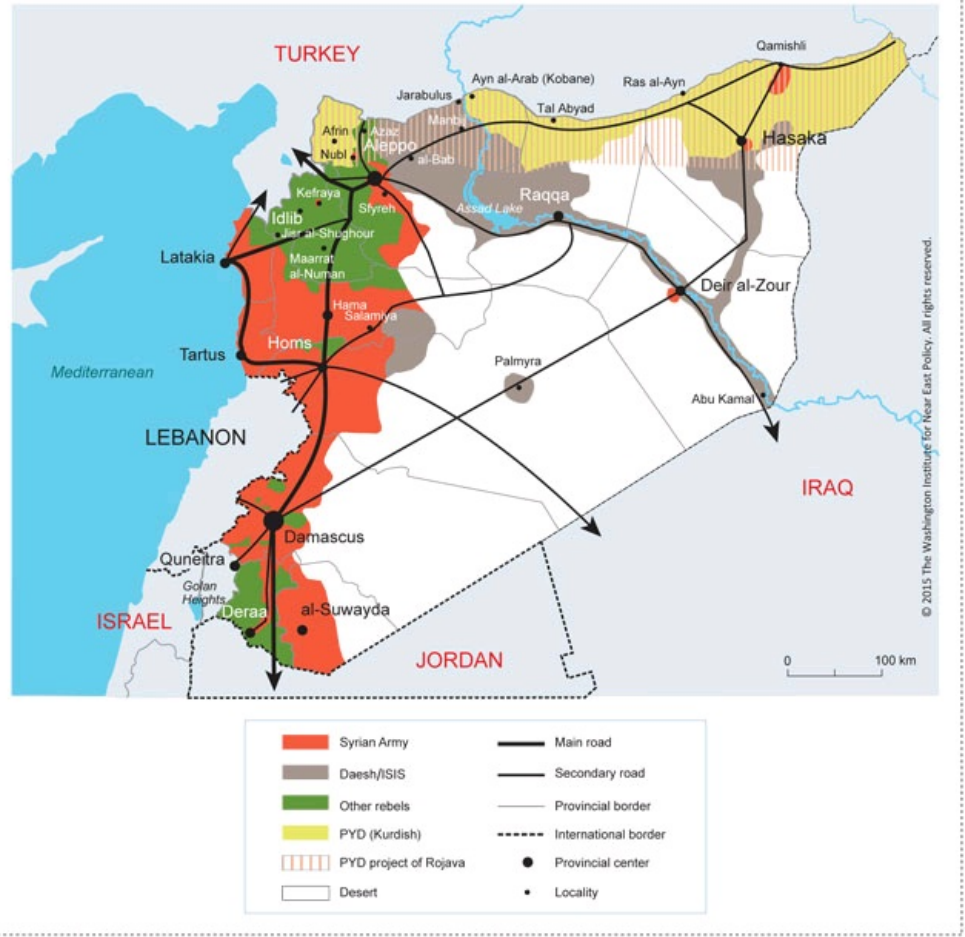 TURKEY
Qamishli
Ayn al-Arab (Kobane)
Ras al-Ayn
Jarabulus
Tal Abyad
Manbij
Afrin
Azaz
Aleppo
Hasaka
Nubl
al-Bab
Kefraya
Sfyreh
Assad Lake
Raqqa
Idlib
Jisr al-Shughour
Latakia
Maarrat
al-Numan
Deir al-Zour
Hama
Salamiya
Homs
Tartus
Palmyra
Mediterranean
Abu Kamal
LEBANON
IRAQ
Damascus
Quneitra
Golan
Heights
ISRAEL
Deraa
al-Suwayda
JORDAN
0 100 km
© 2015 The Washington Institute for Near East Policy. All rights reserved.
Syrian Army
Main road
Daesh/ISIS
Secondary road
Other rebels
Provincial border
PYD (Kurdish)
International border
PYD project of Rojava
Provincial center
Desert
Locality